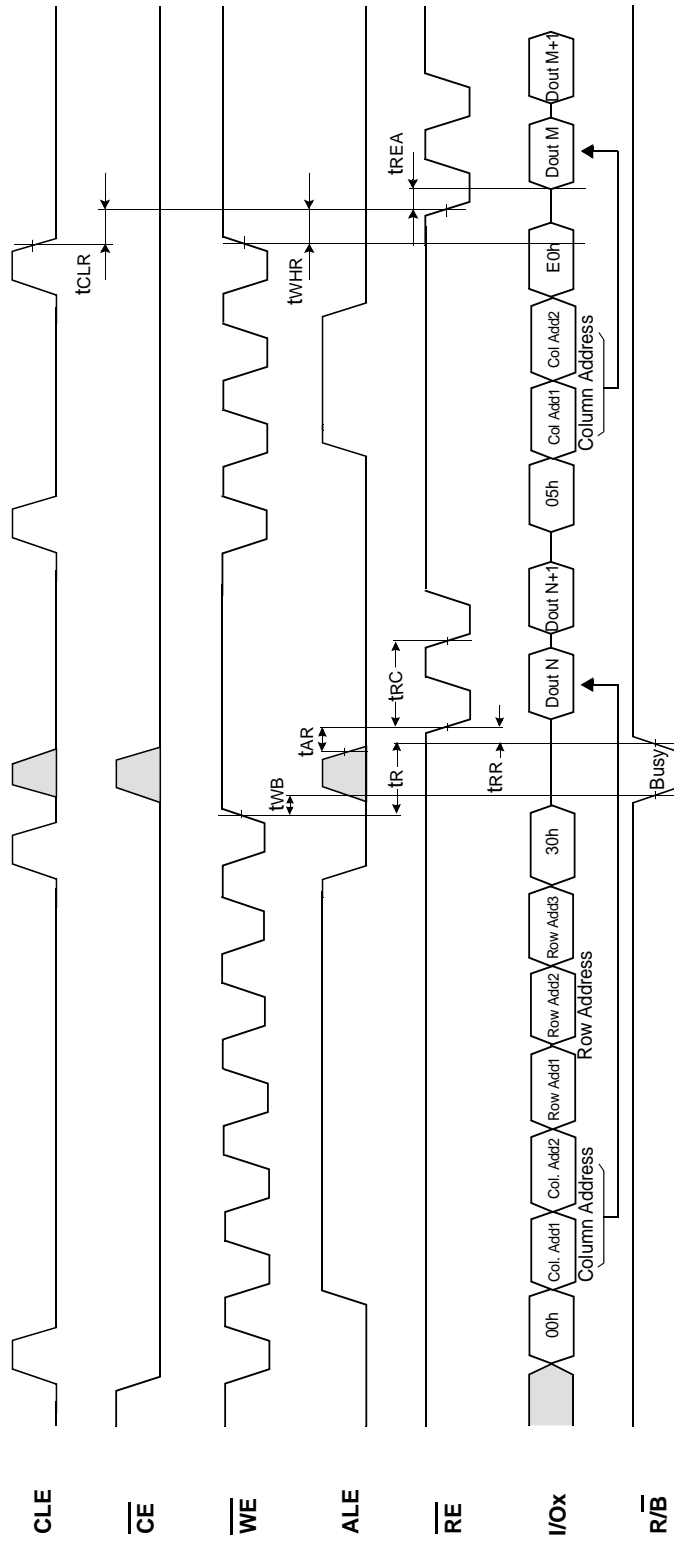 CLE
tCLR
CE
WE
tWHR
ALE
tWB
tAR
RE
tR
tRC
tRR
tREA
I/Ox
00h
Col. Add1
Col. Add2
Row Add1
Row Add2
Row Add3
30h
Dout N
Dout N+1
05h
Col Add1
Col Add2
E0h
Dout M
Dout M+1
Column Address
Row Address
Column Address
R/B
Busy